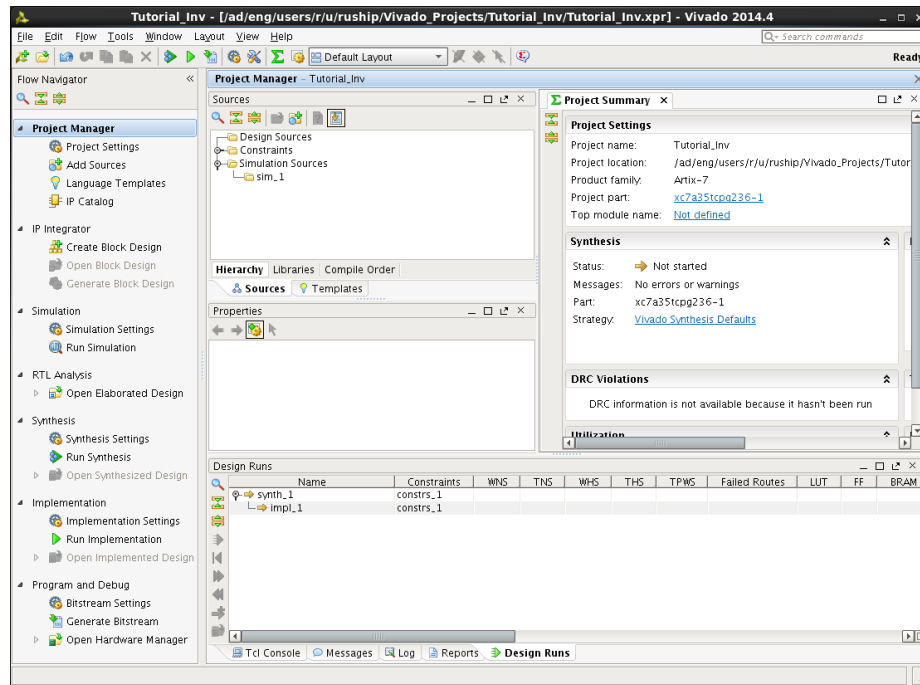 Tutorial_Inv - [/ad/eng/users/r/u/ruship/Vivado_Projects/Tutorial_Inv/Tutorial_Inv.xpr] - Vivado 2014.4
File Edit Flow Tools Window Layout View Help
Search commands
Default Layout
Ready
Flow Navigator
Project Manager
Project Settings
Add Sources
Language Templates
IP Catalog
IP Integrator
Create Block Design
Open Block Design
Generate Block Design
Simulation
Simulation Settings
Run Simulation
RTL Analysis
Open Elaborated Design
Synthesis
Synthesis Settings
Run Synthesis
Open Synthesized Design
Implementation
Implementation Settings
Run Implementation
Open Implemented Design
Program and Debug
Bitstream Settings
Generate Bitstream
Open Hardware Manager
Project Manager - Tutorial_Inv
Sources
Design Sources
Constraints
Simulation Sources
sim_1
Hierarchy Libraries Compile Order
Sources Templates
Properties
Project Summary
Project Settings
Project name: Tutorial_Inv
Project location: /ad/eng/users/r/u/ruship/Vivado_Projects/Tutor
Product family: Artix-7
Project part: xc7a35tcpg236-1
Top module name: Not defined
Synthesis
Status: Not started
Messages: No errors or warnings
Part: xc7a35tcpg236-1
Strategy: Vivado Synthesis Defaults
DRC Violations
DRC information is not available because it hasn't been run
Utilization
Design Runs
Name Constraints WNS TNS WHS THS TPWS Failed Routes LUT FF BRAM
synth_1 constrs_1
impl_1 constrs_1
Tcl Console Messages Log Reports Design Runs